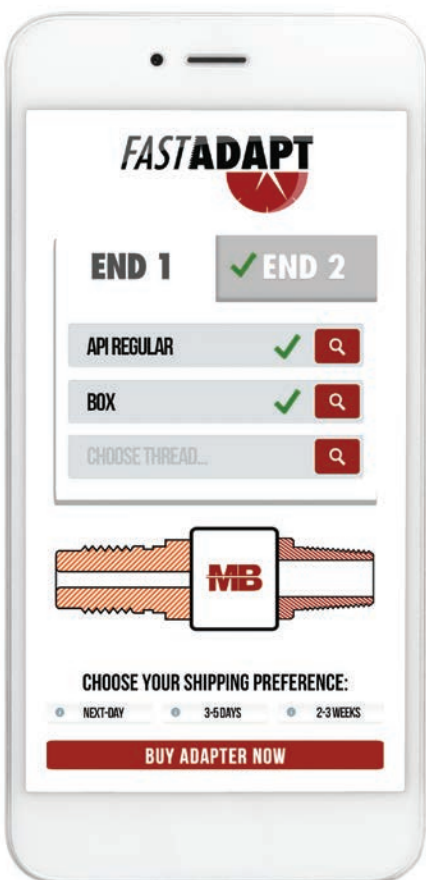 FASTADAPT
END 1
END 2
API REGULAR
BOX
CHOOSE THREAD...
MB
CHOOSE YOUR SHIPPING PREFERENCE:
NEXT-DAY 3-5 DAYS 2-3 WEEKS
BUY ADAPTER NOW